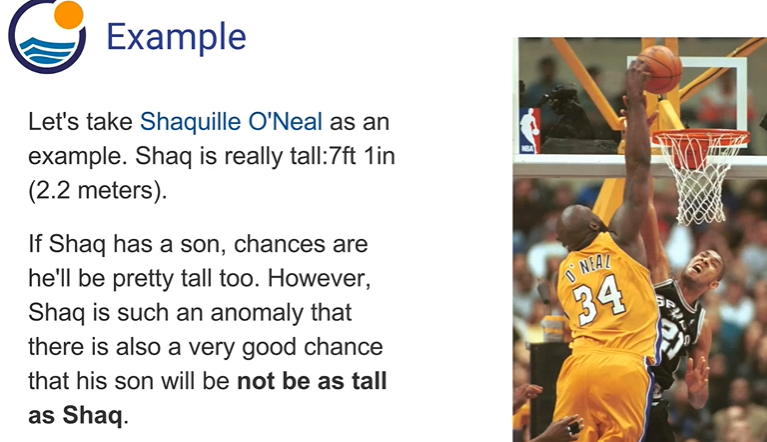 Example
Let's take Shaquille O'Neal as an
example. Shaq is really tall:7ft 1in
(2.2 meters).
If Shaq has a son, chances are
he'll be pretty tall too. However,
Shaq is such an anomaly that
there is also a very good chance
that his son will be not be as tall
as Shaq.
NBA
O'NEAL
34
SPURS
21